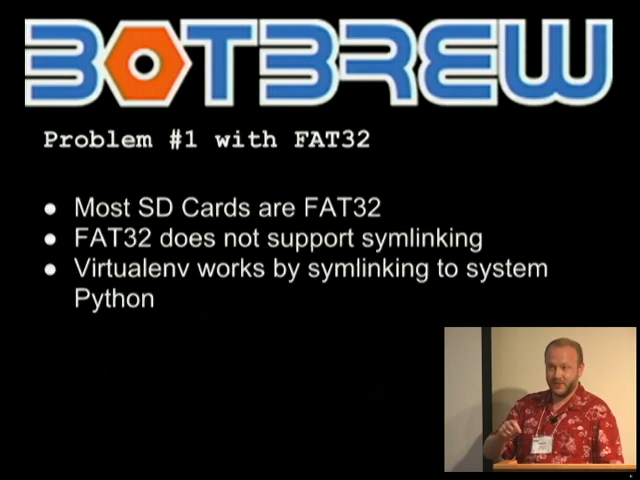 BOTBREW
Problem #1 with FAT32
● Most SD Cards are FAT32
● FAT32 does not support symlinking
● Virtualenv works by symlinking to system
Python